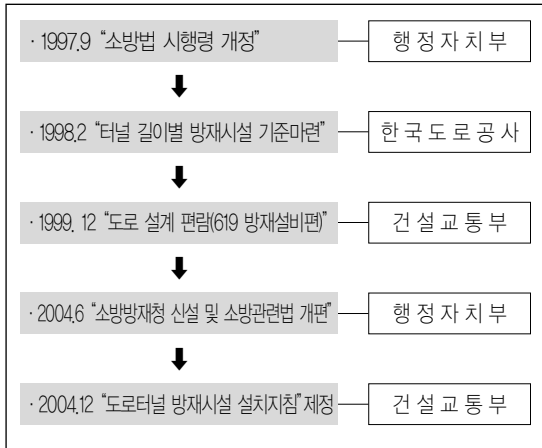 · 1997.9 “소방법 시행령 개정” 행정자치부
· 1998.2 “터널 길이별 방재시설 기준마련” 한국도로공사
· 1999. 12 “도로 설계 편람(619 방재설비편)” 건설교통부
· 2004.6 “소방방재청 신설 및 소방관련법 개편” 행정자치부
· 2004.12 “도로터널 방재시설 설치지침” 제정 건설교통부